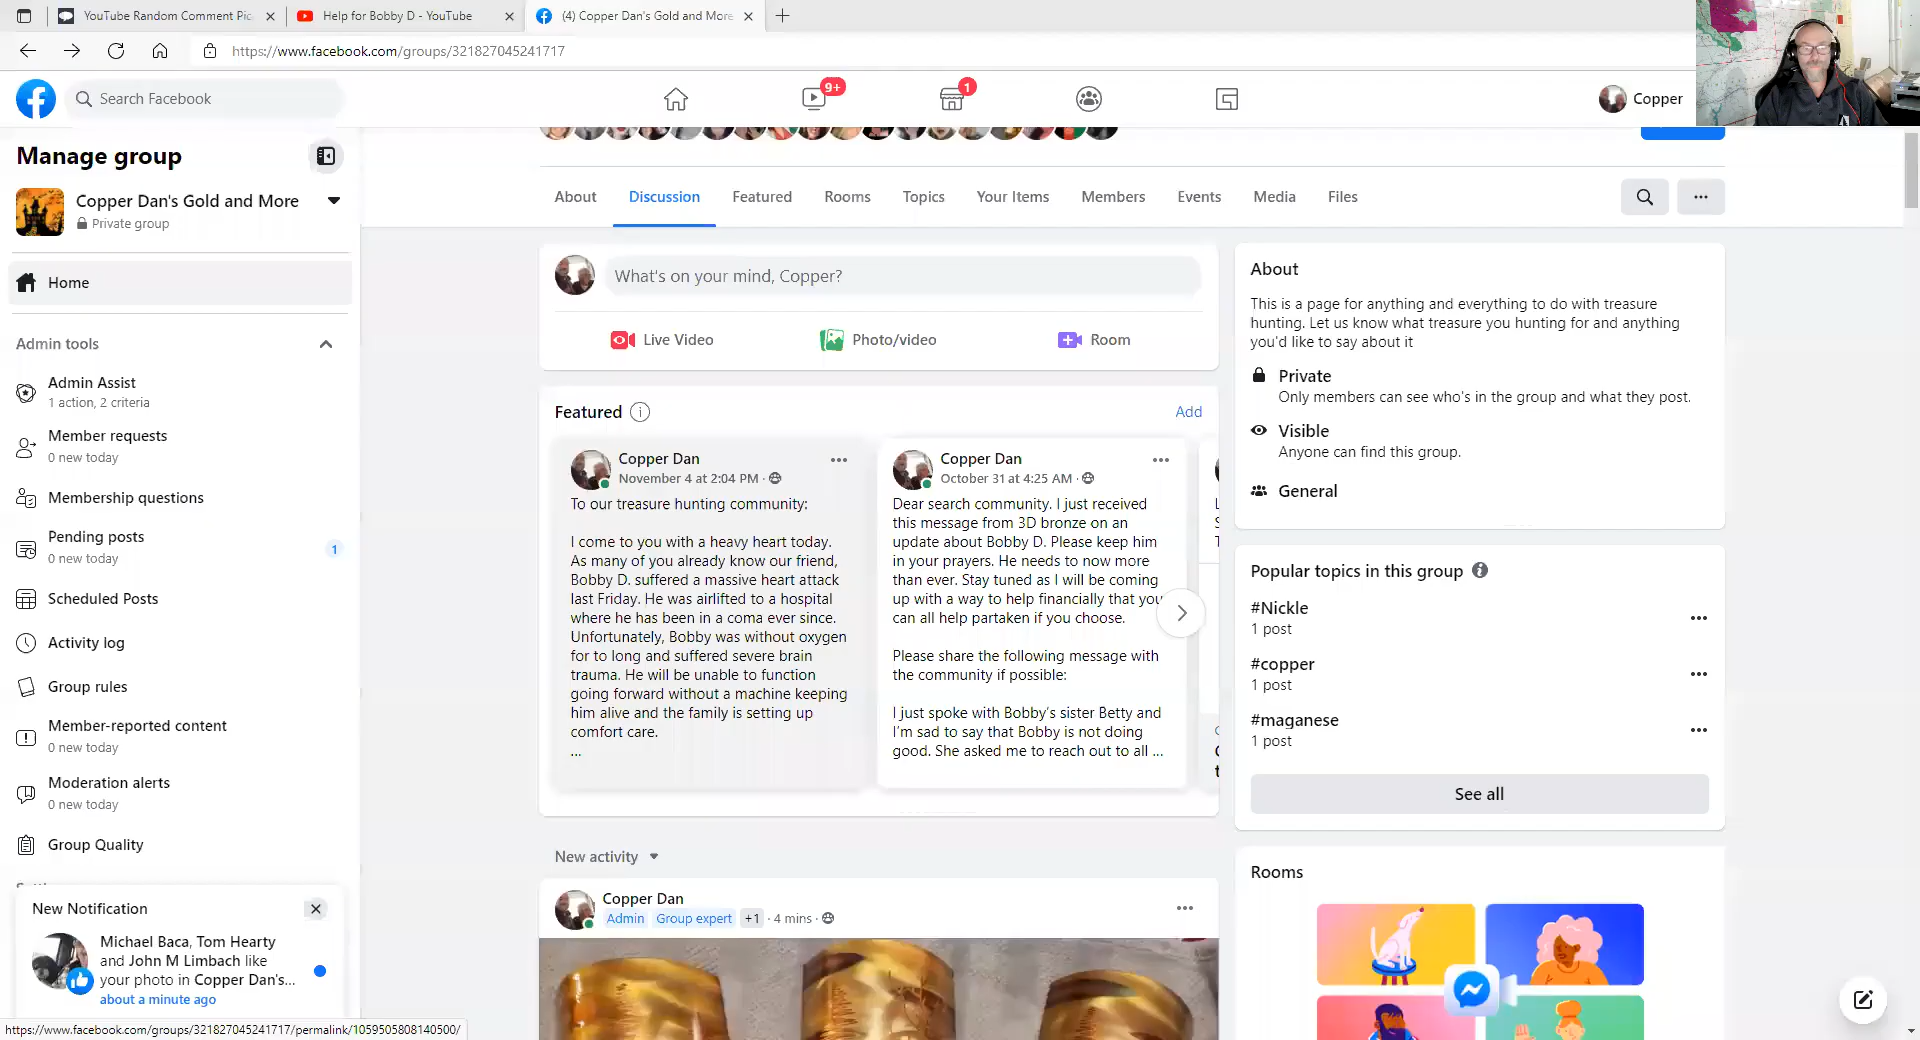 YouTube Random Comment Pic
Help for Bobby D - YouTube
(4) Copper Dan's Gold and More
https://www.facebook.com/groups/321827045241717
Search Facebook
9+
1
Copper
Manage group
Copper Dan's Gold and More
Private group
Home
Admin tools
Admin Assist
1 action, 2 criteria
Member requests
0 new today
Membership questions
Pending posts
0 new today
1
Scheduled Posts
Activity log
Group rules
Member-reported content
0 new today
Moderation alerts
0 new today
Group Quality
New Notification
Michael Baca, Tom Hearty
and John M Limbach like
your photo in Copper Dan's...
about a minute ago
https://www.facebook.com/groups/321827045241717/permalink/1059505808140500/
About
Discussion
Featured
Rooms
Topics
Your Items
Members
Events
Media
Files
What's on your mind, Copper?
Live Video
Photo/video
Room
Featured
Add
Copper Dan
November 4 at 2:04 PM ·
To our treasure hunting community:
I come to you with a heavy heart today.
As many of you already know our friend,
Bobby D. suffered a massive heart attack
last Friday. He was airlifted to a hospital
where he has been in a coma ever since.
Unfortunately, Bobby was without oxygen
for to long and suffered severe brain
trauma. He will be unable to function
going forward without a machine keeping
him alive and the family is setting up
comfort care.
...
Copper Dan
October 31 at 4:25 AM ·
Dear search community. I just received
this message from 3D bronze on an
update about Bobby D. Please keep him
in your prayers. He needs to now more
than ever. Stay tuned as I will be coming
up with a way to help financially that you
can all help partaken if you choose.
Please share the following message with
the community if possible:
I just spoke with Bobby's sister Betty and
I'm sad to say that Bobby is not doing
good. She asked me to reach out to all ...
New activity
Copper Dan
Admin
Group expert
+1 · 4 mins ·
About
This is a page for anything and everything to do with treasure
hunting. Let us know what treasure you hunting for and anything
you'd like to say about it
Private
Only members can see who's in the group and what they post.
Visible
Anyone can find this group.
General
Popular topics in this group
#Nickle
1 post
#copper
1 post
#maganese
1 post
See all
Rooms